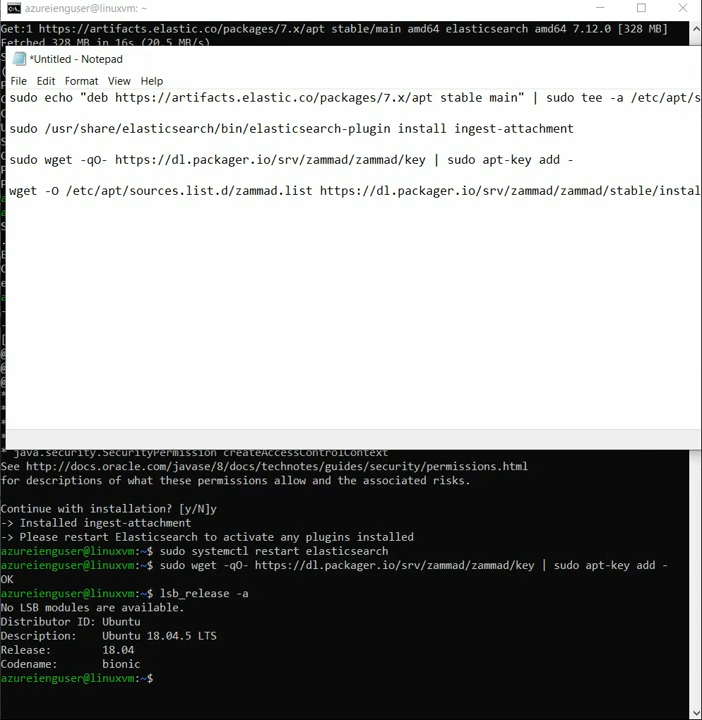 azureienguser@linuxvm: ~
Get:1 https://artifacts.elastic.co/packages/7.x/apt stable/main amd64 elasticsearch amd64 7.12.0 [328 MB]
Fetched 328 MB in 16s (20.5 MB/s)
*Untitled - Notepad
File Edit Format View Help
sudo echo "deb https://artifacts.elastic.co/packages/7.x/apt stable main" | sudo tee -a /etc/apt/s
sudo /usr/share/elasticsearch/bin/elasticsearch-plugin install ingest-attachment
sudo wget -qO- https://dl.packager.io/srv/zammad/zammad/key | sudo apt-key add -
wget -O /etc/apt/sources.list.d/zammad.list https://dl.packager.io/srv/zammad/zammad/stable/instal
* java.security.SecurityPermission createAccessControlContext
See http://docs.oracle.com/javase/8/docs/technotes/guides/security/permissions.html
for descriptions of what these permissions allow and the associated risks.
Continue with installation? [y/N]y
-> Installed ingest-attachment
-> Please restart Elasticsearch to activate any plugins installed
azureienguser@linuxvm:~$ sudo systemctl restart elasticsearch
azureienguser@linuxvm:~$ sudo wget -qO- https://dl.packager.io/srv/zammad/zammad/key | sudo apt-key add -
OK
azureienguser@linuxvm:~$ lsb_release -a
No LSB modules are available.
Distributor ID: Ubuntu
Description: Ubuntu 18.04.5 LTS
Release: 18.04
Codename: bionic
azureienguser@linuxvm:~$